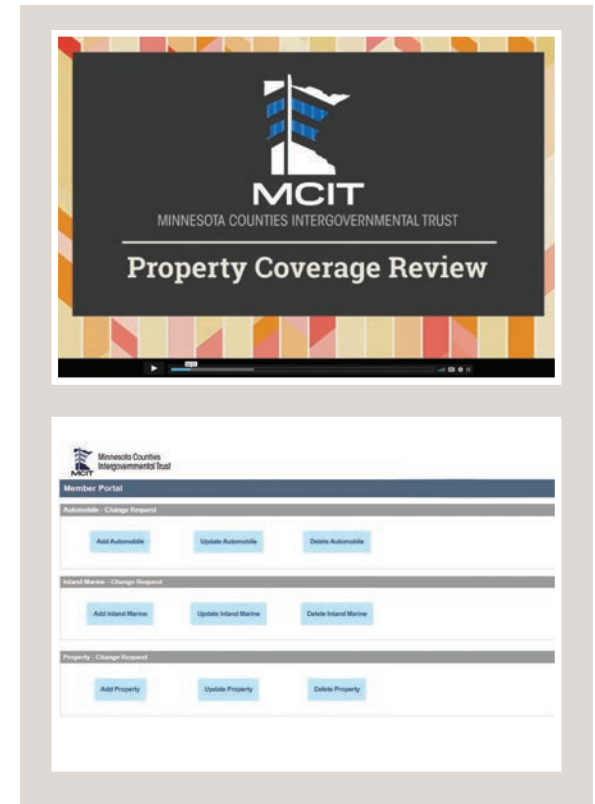 MCIT
MINNESOTA COUNTIES INTERGOVERNMENTAL TRUST
Property Coverage Review
Minnesota Counties
Intergovernmental Trust
MCIT
Member Portal
Automobile - Change Request
Add Automobile Update Automobile Delete Automobile
Inland Marine - Change Request
Add Inland Marine Update Inland Marine Delete Inland Marine
Property - Change Request
Add Property Update Property Delete Property